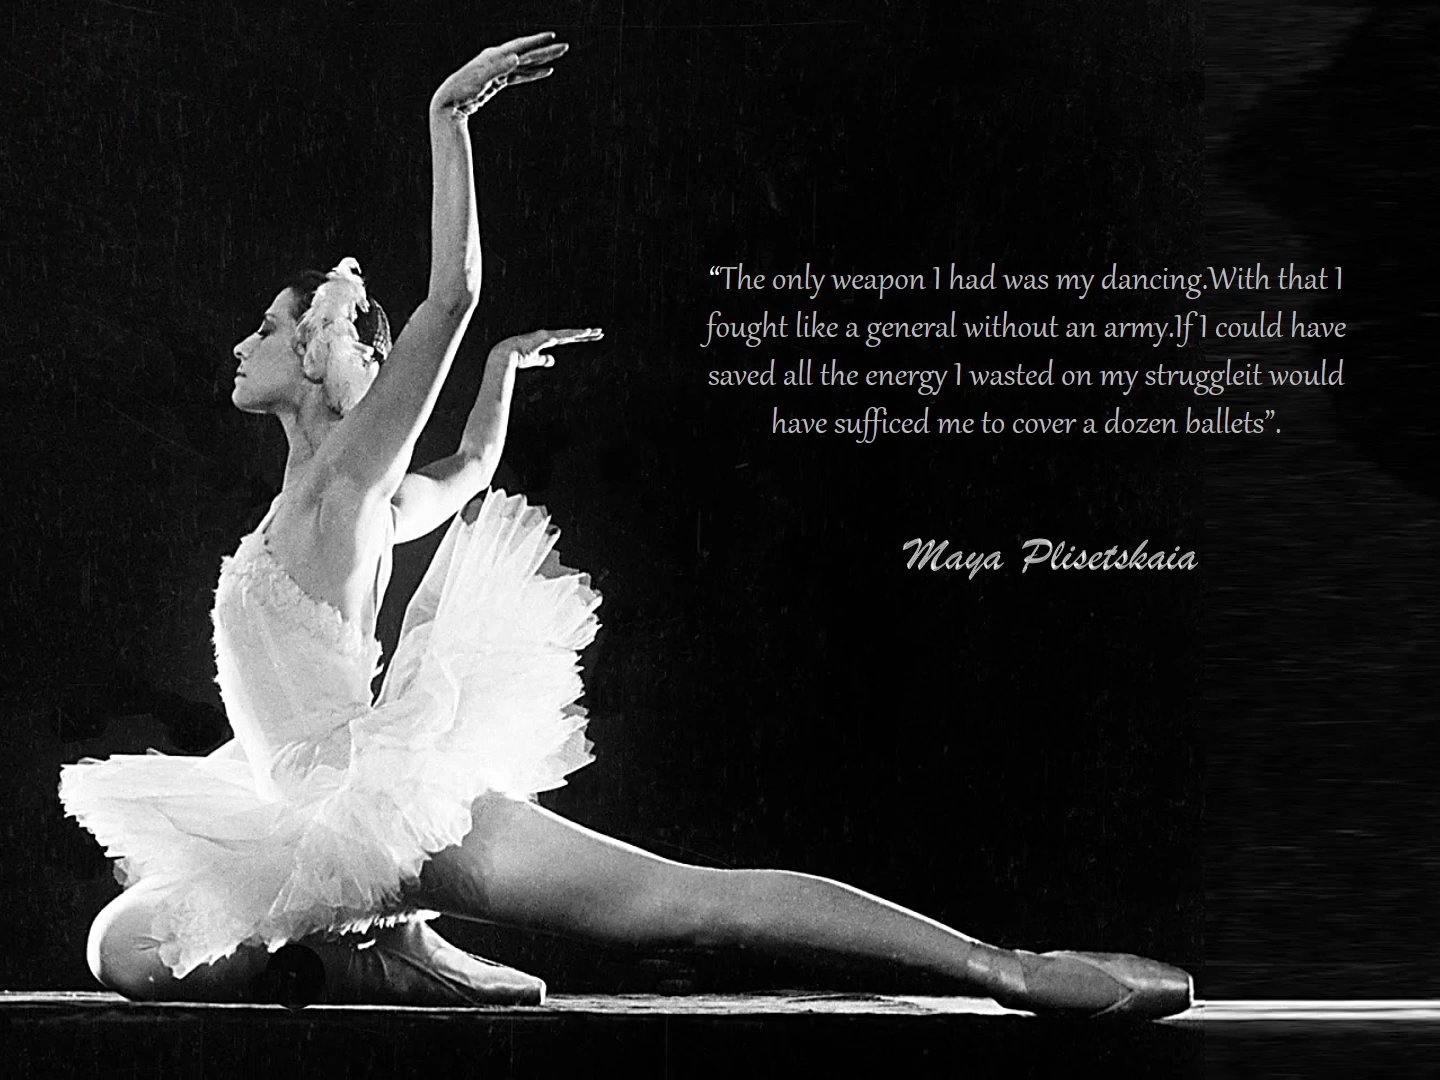 “The only weapon I had was my dancing.With that I
fought like a general without an army.If I could have
saved all the energy I wasted on my struggleit would
have sufficed me to cover a dozen ballets”.
Maya Plisetskaia